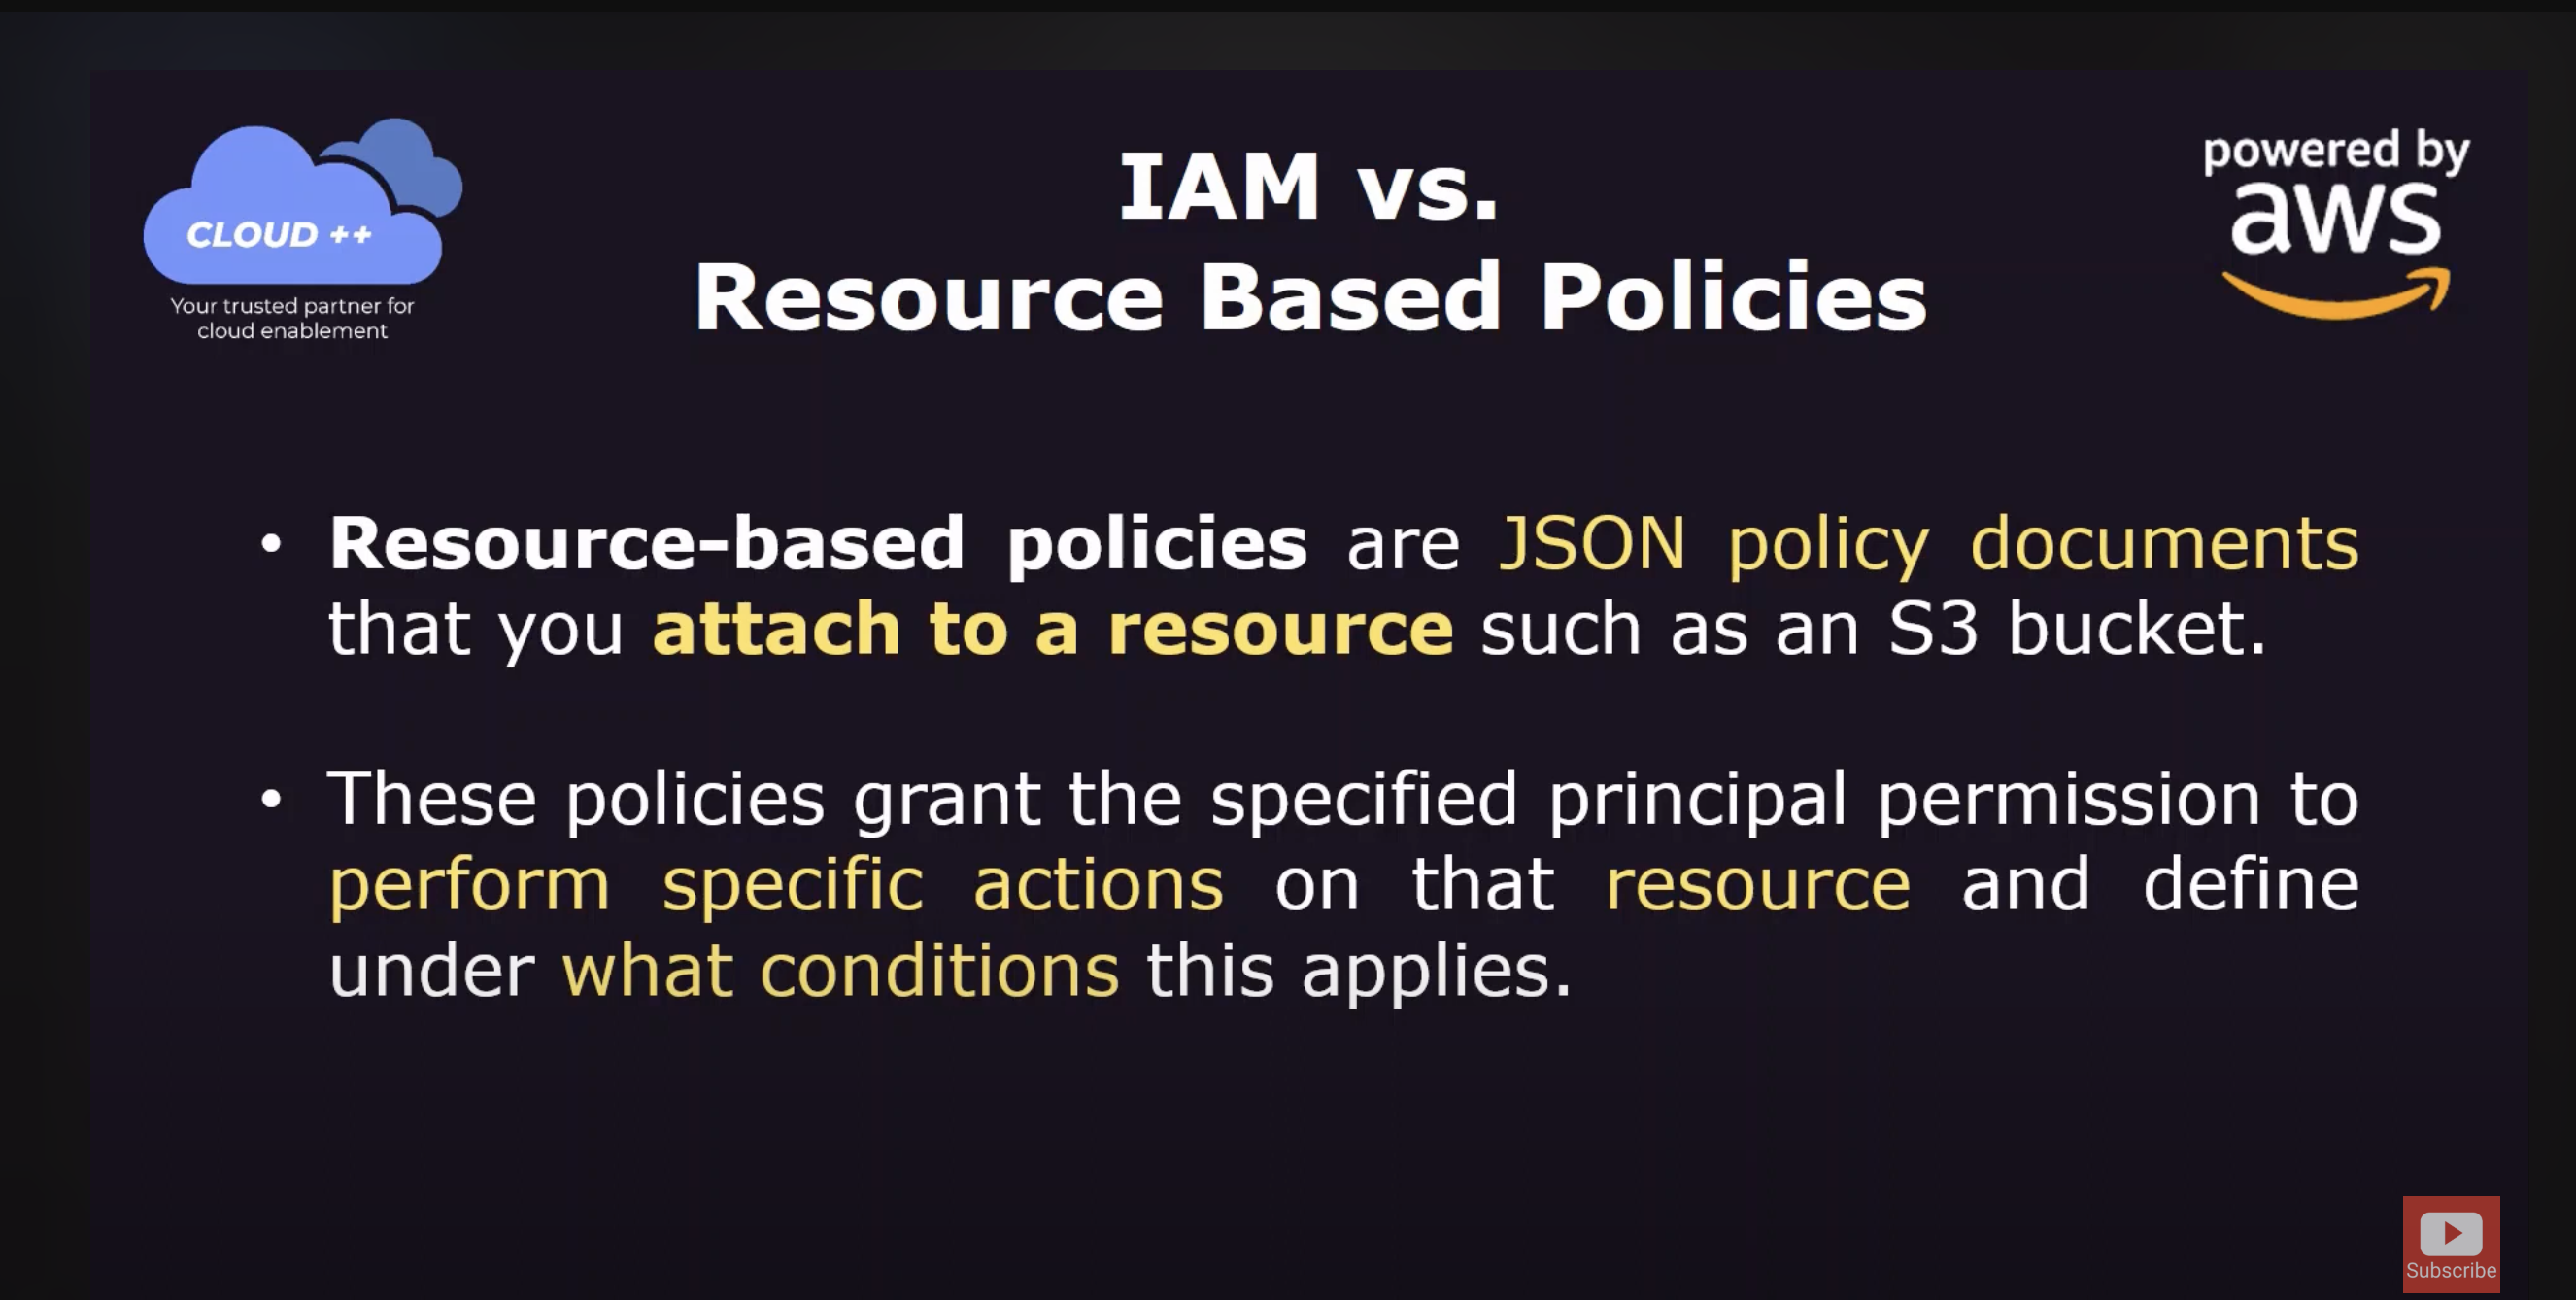 CLOUD ++
Your trusted partner for
cloud enablement
IAM vs.
Resource Based Policies
powered by
aws
• Resource-based policies are JSON policy documents
that you attach to a resource such as an S3 bucket.
• These policies grant the specified principal permission to
perform specific actions on that resource and define
under what conditions this applies.
Subscribe